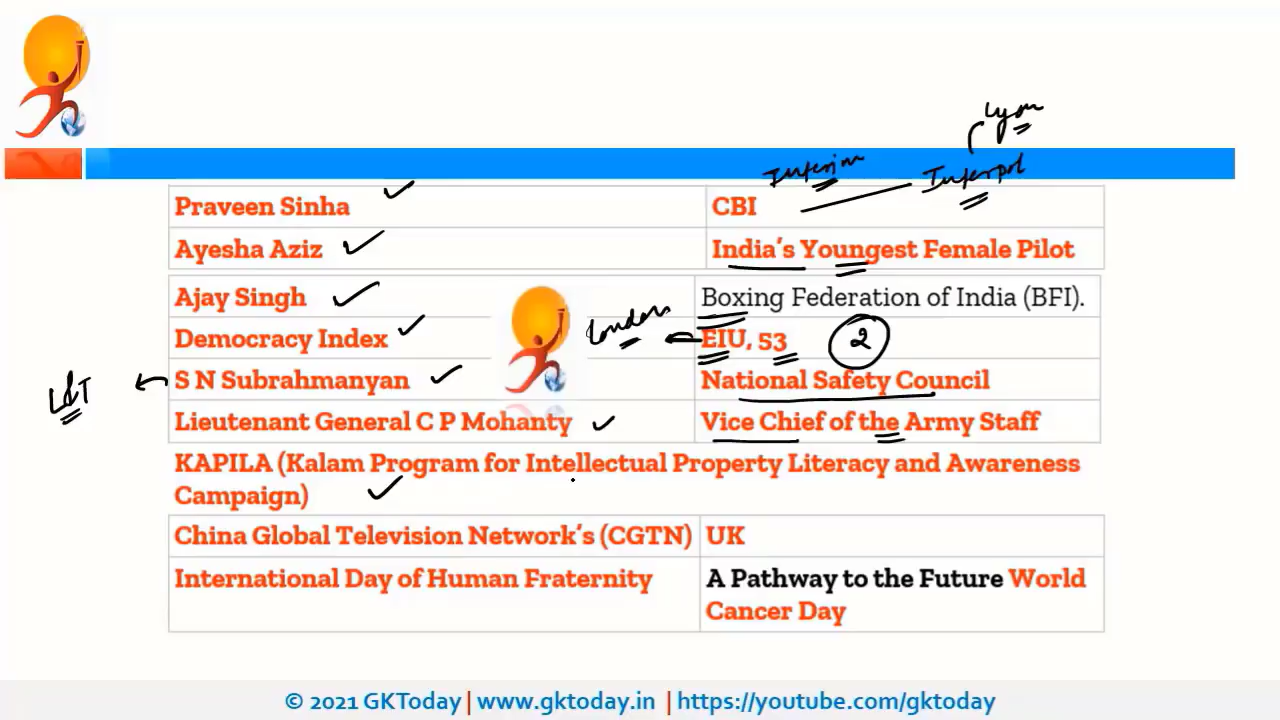 Lyon
Interim
Interpol
Praveen Sinha CBI
Ayesha Aziz India's Youngest Female Pilot
Ajay Singh Boxing Federation of India (BFI).
London
Democracy Index EIU, 53 2
L&T S N Subrahmanyan National Safety Council
Lieutenant General C P Mohanty Vice Chief of the Army Staff
KAPILA (Kalam Program for Intellectual Property Literacy and Awareness
Campaign)
China Global Television Network's (CGTN) UK
International Day of Human Fraternity A Pathway to the Future World
Cancer Day
© 2021 GKToday | www.gktoday.in | https://youtube.com/gktoday